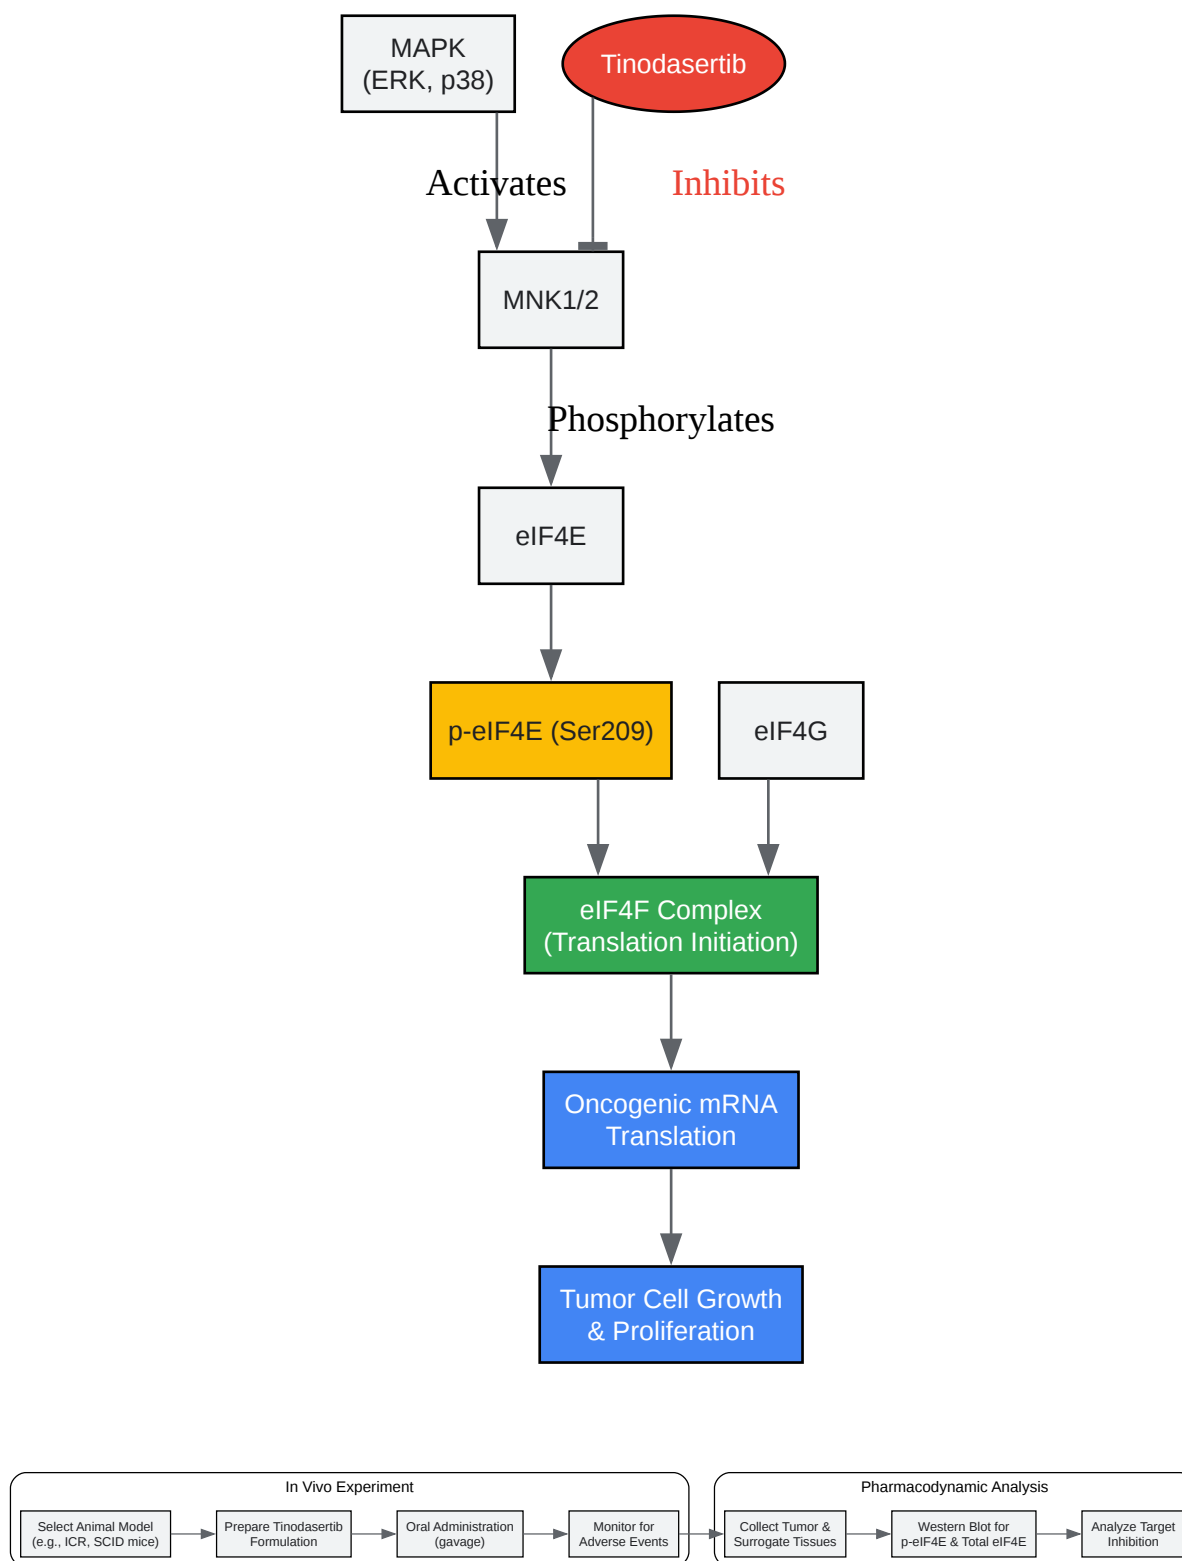 MAPK
(ERK, p38)
Tinodasertib
Activates
Inhibits
MNK1/2
Phosphorylates
eIF4E
p-eIF4E (Ser209)
eIF4G
eIF4F Complex
(Translation Initiation)
Oncogenic mRNA
Translation
Tumor Cell Growth
& Proliferation
In Vivo Experiment
Select Animal Model
(e.g., ICR, SCID mice)
Prepare Tinodasertib
Formulation
Oral Administration
(gavage)
Monitor for
Adverse Events
Pharmacodynamic Analysis
Collect Tumor &
Surrogate Tissues
Western Blot for
p-eIF4E & Total eIF4E
Analyze Target
Inhibition